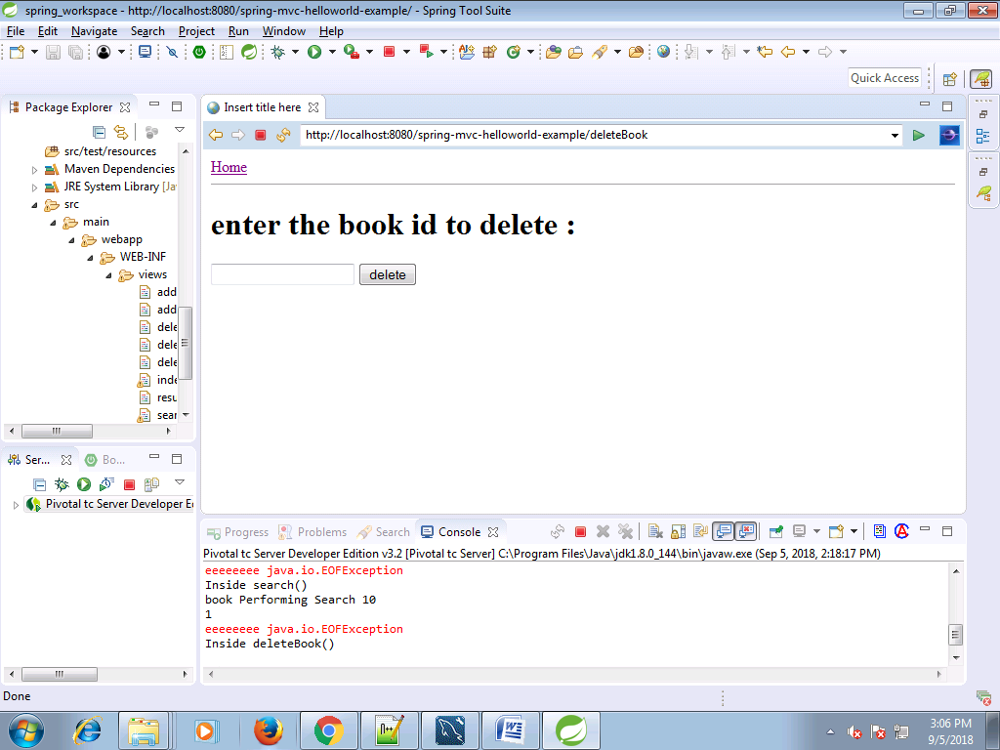 spring_workspace - http://localhost:8080/spring-mvc-helloworld-example/ - Spring Tool Suite
File Edit Navigate Search Project Run Window Help
Quick Access
Package Explorer
src/test/resources
Maven Dependencies
JRE System Library [Ja
src
main
webapp
WEB-INF
views
add
add
dele
dele
dele
inde
resu
sear
Insert title here
http://localhost:8080/spring-mvc-helloworld-example/deleteBook
Home
enter the book id to delete :
delete
Ser... Bo...
Pivotal tc Server Developer E
Progress Problems Search Console
Pivotal tc Server Developer Edition v3.2 [Pivotal tc Server] C:\Program Files\Java\jdk1.8.0_144\bin\javaw.exe (Sep 5, 2018, 2:18:17 PM)
eeeeeeee java.io.EOFException
Inside search()
book Performing Search 10
1
eeeeeeee java.io.EOFException
Inside deleteBook()
Done
3:06 PM
9/5/2018